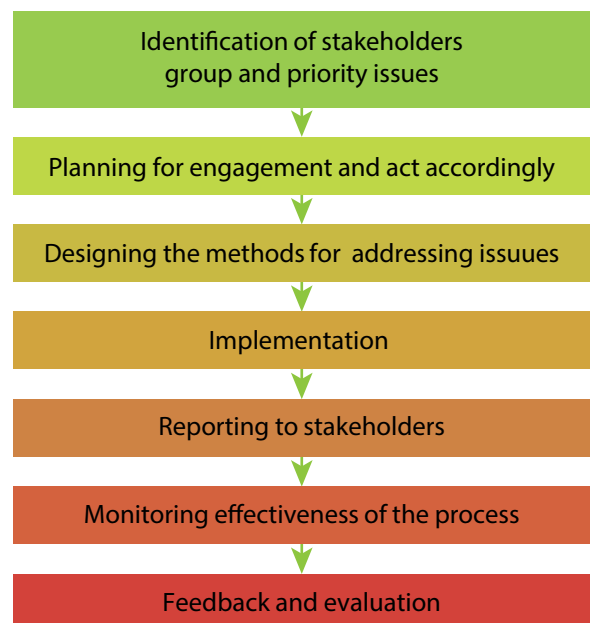 Identification of stakeholders
group and priority issues
Planning for engagement and act accordingly
Designing the methods for addressing issuues
Implementation
Reporting to stakeholders
Monitoring effectiveness of the process
Feedback and evaluation